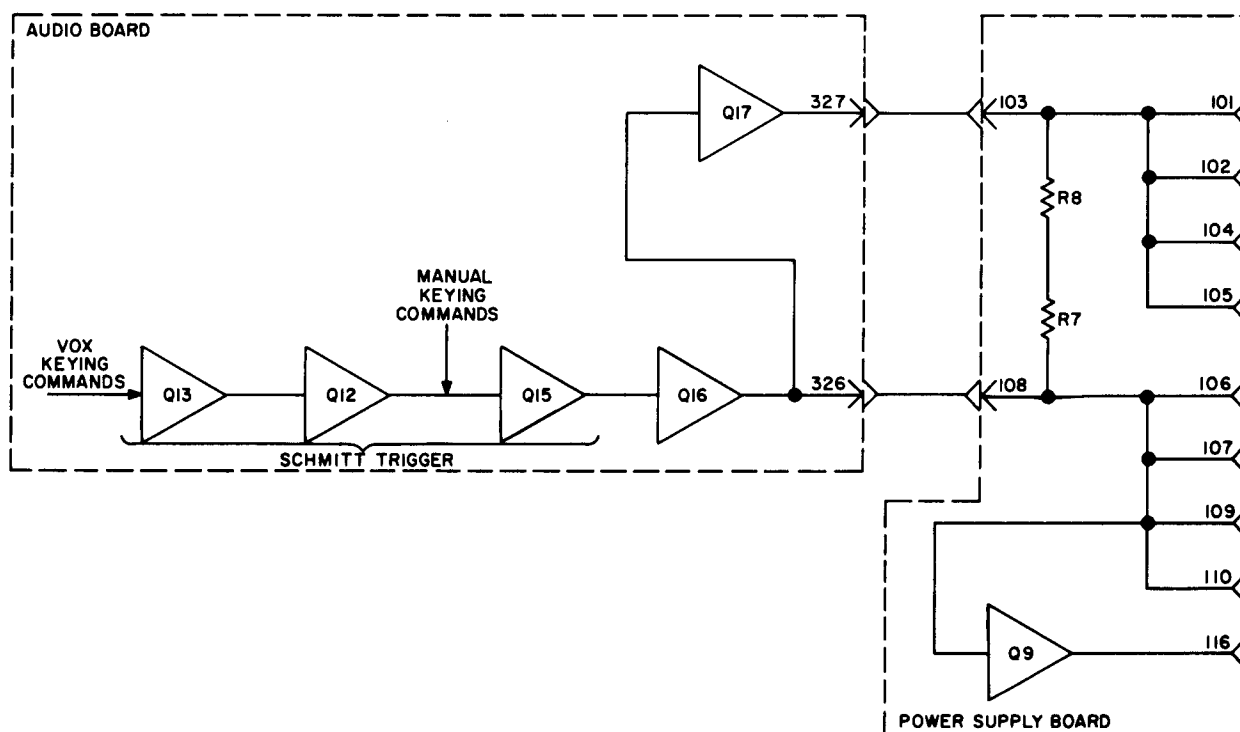 AUDIO BOARD
Q17
327
103
101
102
R8
104
MANUAL
KEYING
COMMANDS
105
R7
VOX
KEYING
COMMANDS
Q13
Q12
Q15
Q16
326
108
106
SCHMITT TRIGGER
107
109
110
Q9
116
POWER SUPPLY BOARD